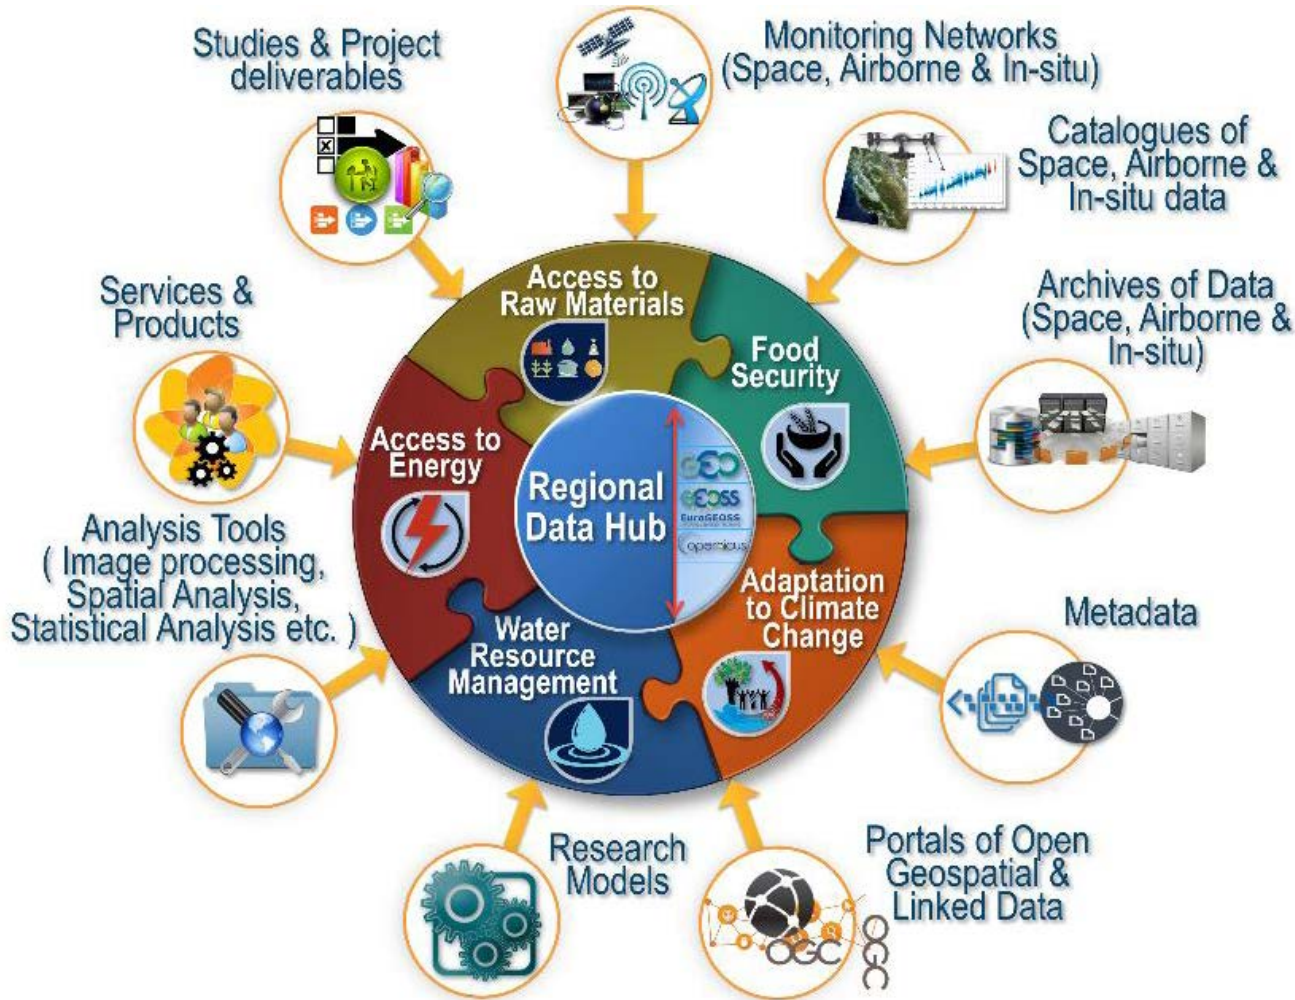 Studies & Project
deliverables
Monitoring Networks
(Space, Airborne & In-situ)
Catalogues of
Space, Airborne &
In-situ data
Services &
Products
Access to
Raw Materials
Food
Security
Archives of Data
(Space, Airborne &
In-situ)
Access to
Energy
Regional
Data Hub
GEO
GEOSS
EuroGEOSS
opernicus
Analysis Tools
( Image processing,
Spatial Analysis,
Statistical Analysis etc. )
Water
Resource
Management
Adaptation
to Climate
Change
Metadata
Research
Models
Portals of Open
Geospatial &
Linked Data
OGC
OGC